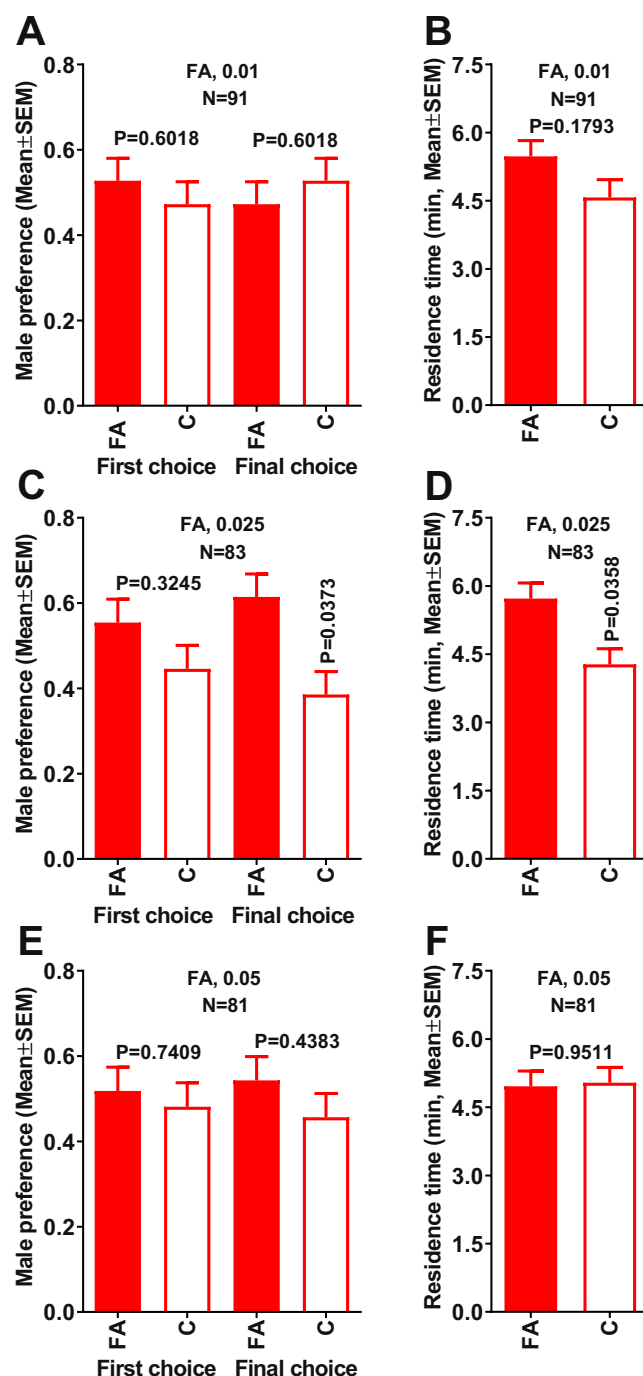 A
Male preference (Mean±SEM)
0.8
0.6
0.4
0.2
0.0
FA, 0.01
N=91
P=0.6018 P=0.6018
FA C FA C
First choice Final choice
B
Residence time (min, Mean±SEM)
7.5
6.0
4.5
3.0
1.5
0.0
FA, 0.01
N=91
P=0.1793
FA C
C
Male preference (Mean±SEM)
0.8
0.6
0.4
0.2
0.0
FA, 0.025
N=83
P=0.3245 P=0.0373
FA C FA C
First choice Final choice
D
Residence time (min, Mean±SEM)
7.5
6.0
4.5
3.0
1.5
0.0
FA, 0.025
N=83
P=0.0358
FA C
E
Male preference (Mean±SEM)
0.8
0.6
0.4
0.2
0.0
FA, 0.05
N=81
P=0.7409 P=0.4383
FA C FA C
First choice Final choice
F
Residence time (min, Mean±SEM)
7.5
6.0
4.5
3.0
1.5
0.0
FA, 0.05
N=81
P=0.9511
FA C